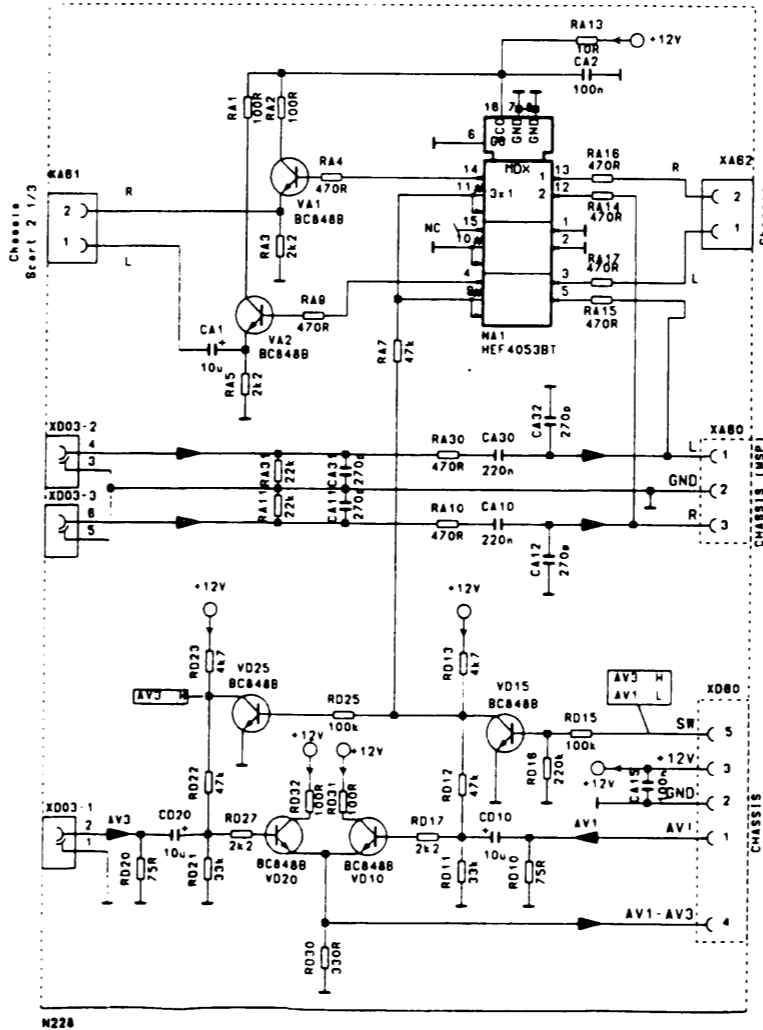 RA13
10R
+12V
CA2
100n
RA1
100R
RA2
100R
16
7
8
VCC
GND
GND
6
MDX
RA4
470R
14
11
3x1
1
2
13
12
RA16
470R
RA14
470R
R
XA62
2
1
XA61
R
2
1
L
Chassis
Scart 2 1/3
VA1
BC848B
RA3
2k2
NC
15
10
1
2
4
3
5
RA17
470R
L
RA15
470R
RA9
470R
VA2
BC848B
CA1
+
10u
RA5
2k2
RA7
47k
NA1
HEF4053BT
XD03-2
4
3
XD03-3
6
5
RA31
22k
RA11
22k
CA31
270p
CA11
270p
RA30
470R
CA30
220n
CA32
270p
RA10
470R
CA10
220n
CA12
270p
XA60
L
1
GND
2
R
3
CHASSIS (MSP)
+12V
RD23
4k7
VD25
BC848B
AV3 H
RD25
100k
+12V
RD13
4k7
VD15
BC848B
AV3 H
AV1 L
XD60
RD15
100k
SW
5
RD16
220k
+12V
+12V
3
CA15
100n
GND
2
RD22
47k
+12V
+12V
RD32
100R
RD31
100R
RD12
47k
XD03-1
2
1
AV3
CD20
+
10u
RD27
2k2
RD20
75R
RD21
33k
BC848B
VD20
BC848B
VD10
RD17
2k2
CD10
+
10u
RD11
33k
RD10
75R
AV1
AV1
1
CHASSIS
RD30
330R
AV1-AV3
4
N228